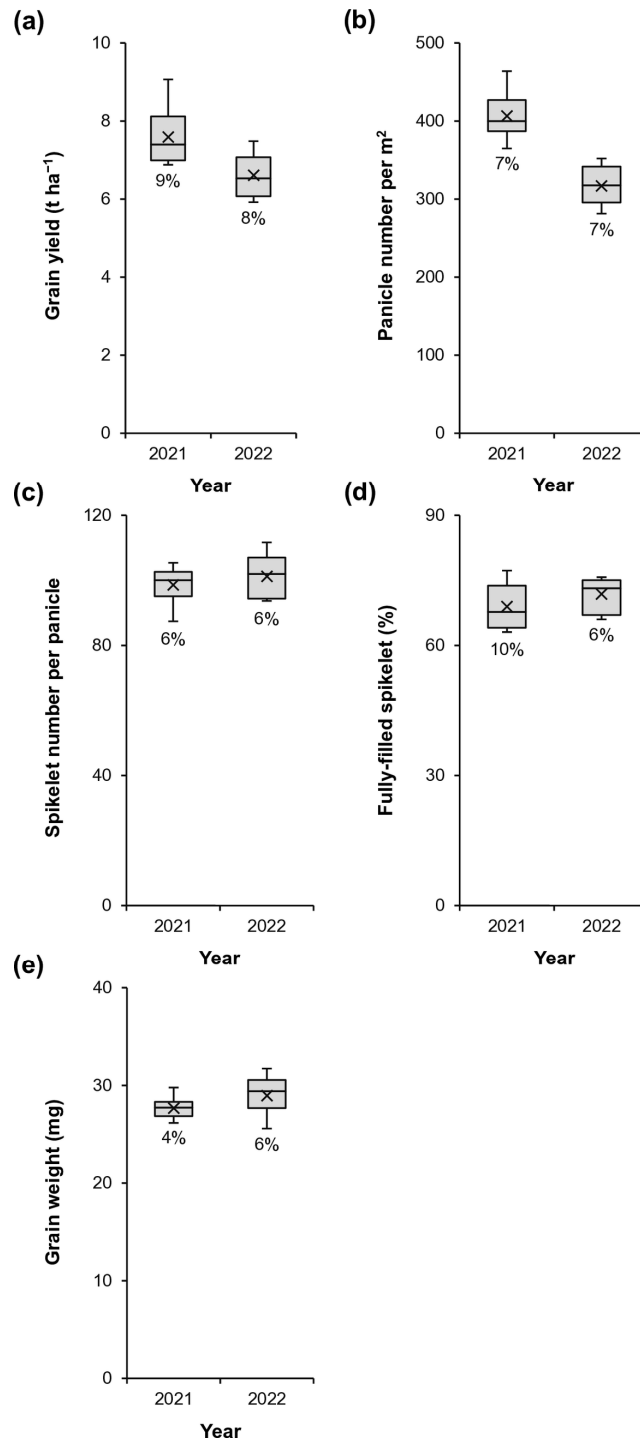 (a)
Grain yield (t ha⁻¹)
10
8
6
4
2
0
9%
8%
2021 2022
Year
(b)
Panicle number per m²
500
400
300
200
100
0
7%
7%
2021 2022
Year
(c)
Spikelet number per panicle
120
80
40
0
6%
6%
2021 2022
Year
(d)
Fully-filled spikelet (%)
90
60
30
0
10%
6%
2021 2022
Year
(e)
Grain weight (mg)
40
30
20
10
0
4%
6%
2021 2022
Year